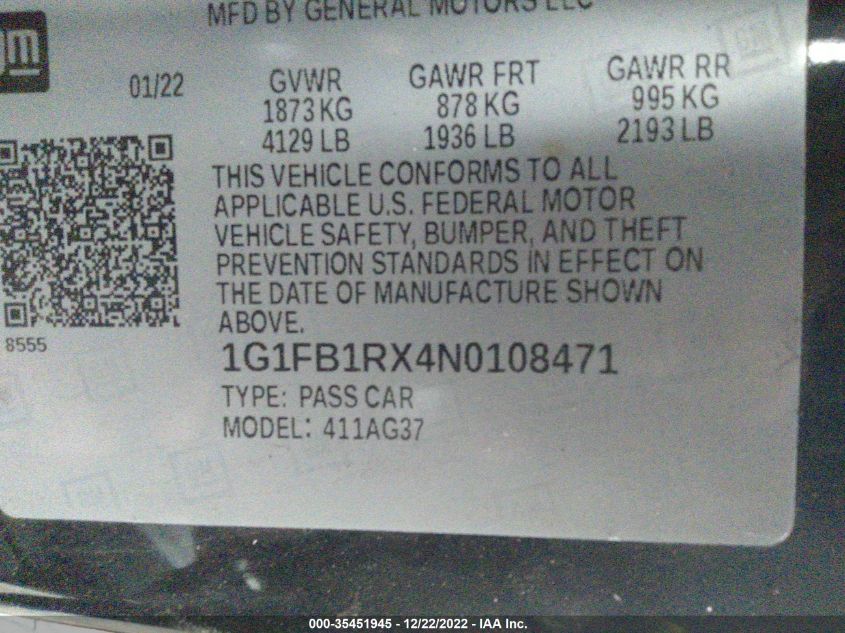 MFD BY GENERAL MOTORS LLC
gm
01/22 GVWR GAWR FRT GAWR RR
1873 KG 878 KG 995 KG
4129 LB 1936 LB 2193 LB
THIS VEHICLE CONFORMS TO ALL
APPLICABLE U.S. FEDERAL MOTOR
VEHICLE SAFETY, BUMPER, AND THEFT
PREVENTION STANDARDS IN EFFECT ON
THE DATE OF MANUFACTURE SHOWN
ABOVE.
8555
1G1FB1RX4N0108471
TYPE: PASS CAR
MODEL: 411AG37
000-35451945 - 12/22/2022 - IAA Inc.